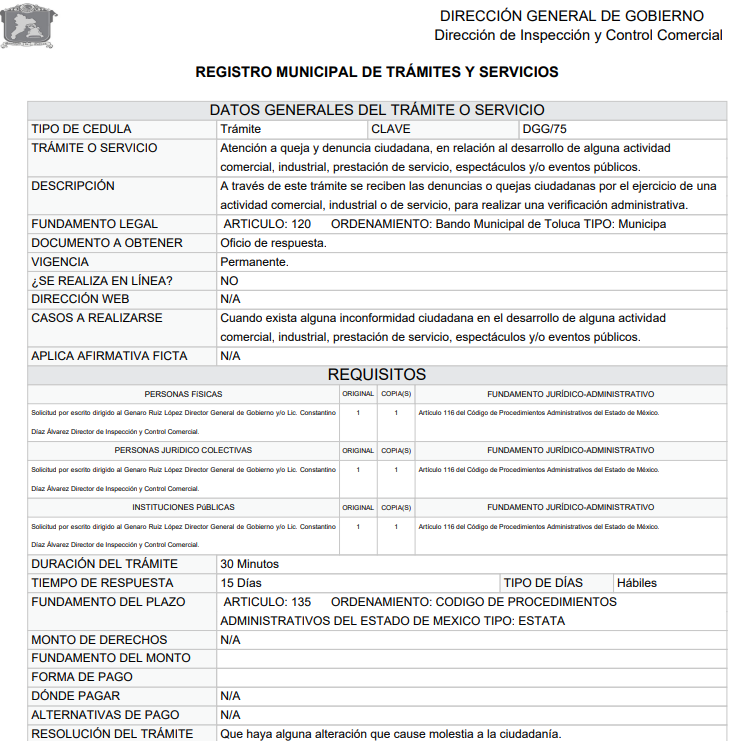 DIRECCIÓN GENERAL DE GOBIERNO
Dirección de Inspección y Control Comercial
REGISTRO MUNICIPAL DE TRÁMITES Y SERVICIOS
DATOS GENERALES DEL TRÁMITE O SERVICIO
TIPO DE CEDULA Trámite CLAVE DGG/75
TRÁMITE O SERVICIO Atención a queja y denuncia ciudadana, en relación al desarrollo de alguna actividad
comercial, industrial, prestación de servicio, espectáculos y/o eventos públicos.
DESCRIPCIÓN A través de este trámite se reciben las denuncias o quejas ciudadanas por el ejercicio de una
actividad comercial, industrial o de servicio, para realizar una verificación administrativa.
FUNDAMENTO LEGAL ARTICULO: 120 ORDENAMIENTO: Bando Municipal de Toluca TIPO: Municipa
DOCUMENTO A OBTENER Oficio de respuesta.
VIGENCIA Permanente.
¿SE REALIZA EN LÍNEA? NO
DIRECCIÓN WEB N/A
CASOS A REALIZARSE Cuando exista alguna inconformidad ciudadana en el desarrollo de alguna actividad
comercial, industrial, prestación de servicio, espectáculos y/o eventos públicos.
APLICA AFIRMATIVA FICTA N/A
REQUISITOS
PERSONAS FISICAS ORIGINAL COPIA(S) FUNDAMENTO JURÍDICO-ADMINISTRATIVO
Solicitud por escrito dirigido al Genaro Ruiz López Director General de Gobierno y/o Lic. Constantino 1 1 Artículo 116 del Código de Procedimientos Administrativos del Estado de México.
Díaz Álvarez Director de Inspección y Control Comercial.
PERSONAS JURíDICO COLECTIVAS ORIGINAL COPIA(S) FUNDAMENTO JURÍDICO-ADMINISTRATIVO
Solicitud por escrito dirigido al Genaro Ruiz López Director General de Gobierno y/o Lic. Constantino 1 1 Artículo 116 del Código de Procedimientos Administrativos del Estado de México.
Díaz Álvarez Director de Inspección y Control Comercial.
INSTITUCIONES PúBLICAS ORIGINAL COPIA(S) FUNDAMENTO JURÍDICO-ADMINISTRATIVO
Solicitud por escrito dirigido al Genaro Ruiz López Director General de Gobierno y/o Lic. Constantino 1 1 Artículo 116 del Código de Procedimientos Administrativos del Estado de México.
Díaz Álvarez Director de Inspección y Control Comercial.
DURACIÓN DEL TRÁMITE 30 Minutos
TIEMPO DE RESPUESTA 15 Días TIPO DE DÍAS Hábiles
FUNDAMENTO DEL PLAZO ARTICULO: 135 ORDENAMIENTO: CODIGO DE PROCEDIMIENTOS
ADMINISTRATIVOS DEL ESTADO DE MEXICO TIPO: ESTATA
MONTO DE DERECHOS N/A
FUNDAMENTO DEL MONTO
FORMA DE PAGO
DÓNDE PAGAR N/A
ALTERNATIVAS DE PAGO N/A
RESOLUCIÓN DEL TRÁMITE Que haya alguna alteración que cause molestia a la ciudadanía.